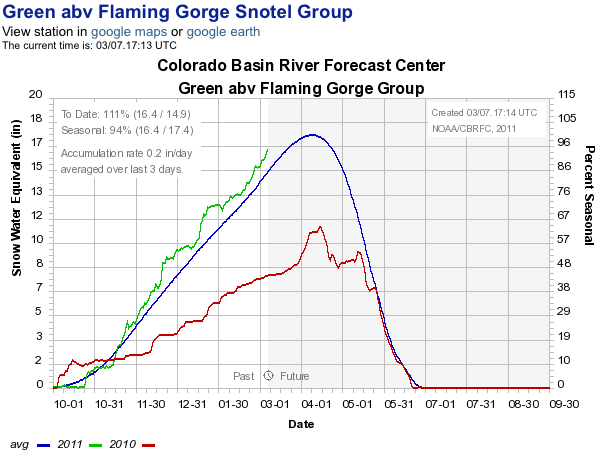 Green abv Flaming Gorge Snotel Group
View station in google maps or google earth
The current time is: 03/07.17:13 UTC
Colorado Basin River Forecast Center
Green abv Flaming Gorge Group
To Date: 111% (16.4 / 14.9)
Seasonal: 94% (16.4 / 17.4)
Accumulation rate 0.2 in/day
averaged over last 3 days.
Created 03/07.17:14 UTC
NOAA/CBRFC, 2011
Snow Water Equivalent (in)
20
18
17
15
13
12
10
8
7
5
3
2
0
Percent Seasonal
115
108
96
86
76
67
57
48
38
29
19
10
0
Past Future
10-01 10-31 11-30 12-31 01-30 03-01 04-01 05-01 05-31 07-01 07-31 08-30 09-30
Date
avg 2011 2010